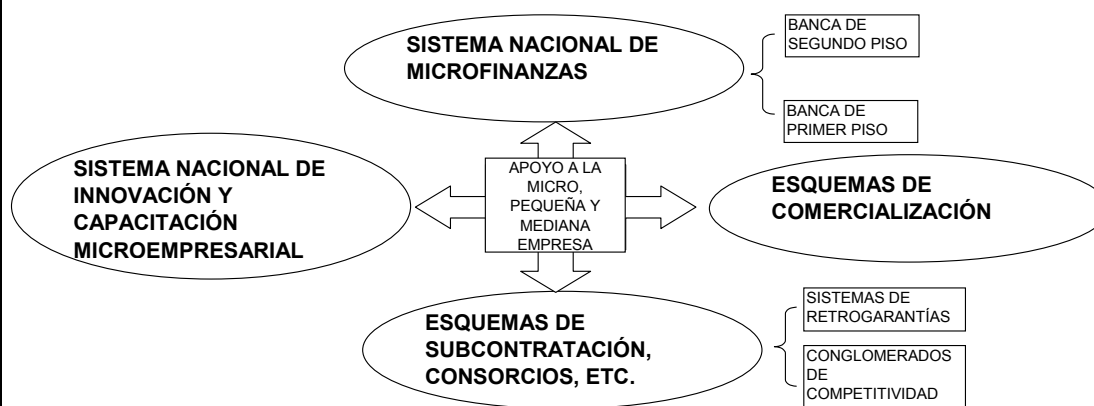 SISTEMA NACIONAL DE
MICROFINANZAS
BANCA DE
SEGUNDO PISO
BANCA DE
PRIMER PISO
SISTEMA NACIONAL DE
INNOVACIÓN Y
CAPACITACIÓN
MICROEMPRESARIAL
APOYO A LA
MICRO,
PEQUEÑA Y
MEDIANA
EMPRESA
ESQUEMAS DE
COMERCIALIZACIÓN
ESQUEMAS DE
SUBCONTRATACIÓN,
CONSORCIOS, ETC.
SISTEMAS DE
RETROGARANTÍAS
CONGLOMERADOS
DE
COMPETITIVIDAD